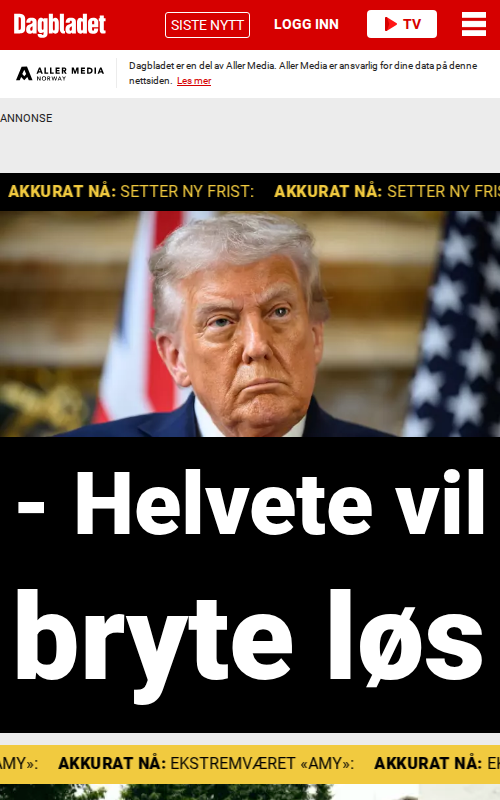 Dagbladet
SISTE NYTT
LOGG INN
TV
ALLER MEDIA
NORWAY
Dagbladet er en del av Aller Media. Aller Media er ansvarlig for dine data på denne
nettsiden. Les mer
ANNONSE
AKKURAT NÅ: SETTER NY FRIST: AKKURAT NÅ: SETTER NY FRIS
- Helvete vil
bryte løs
AMY»: AKKURAT NÅ: EKSTREMVÆRET «AMY»: AKKURAT NÅ: EK